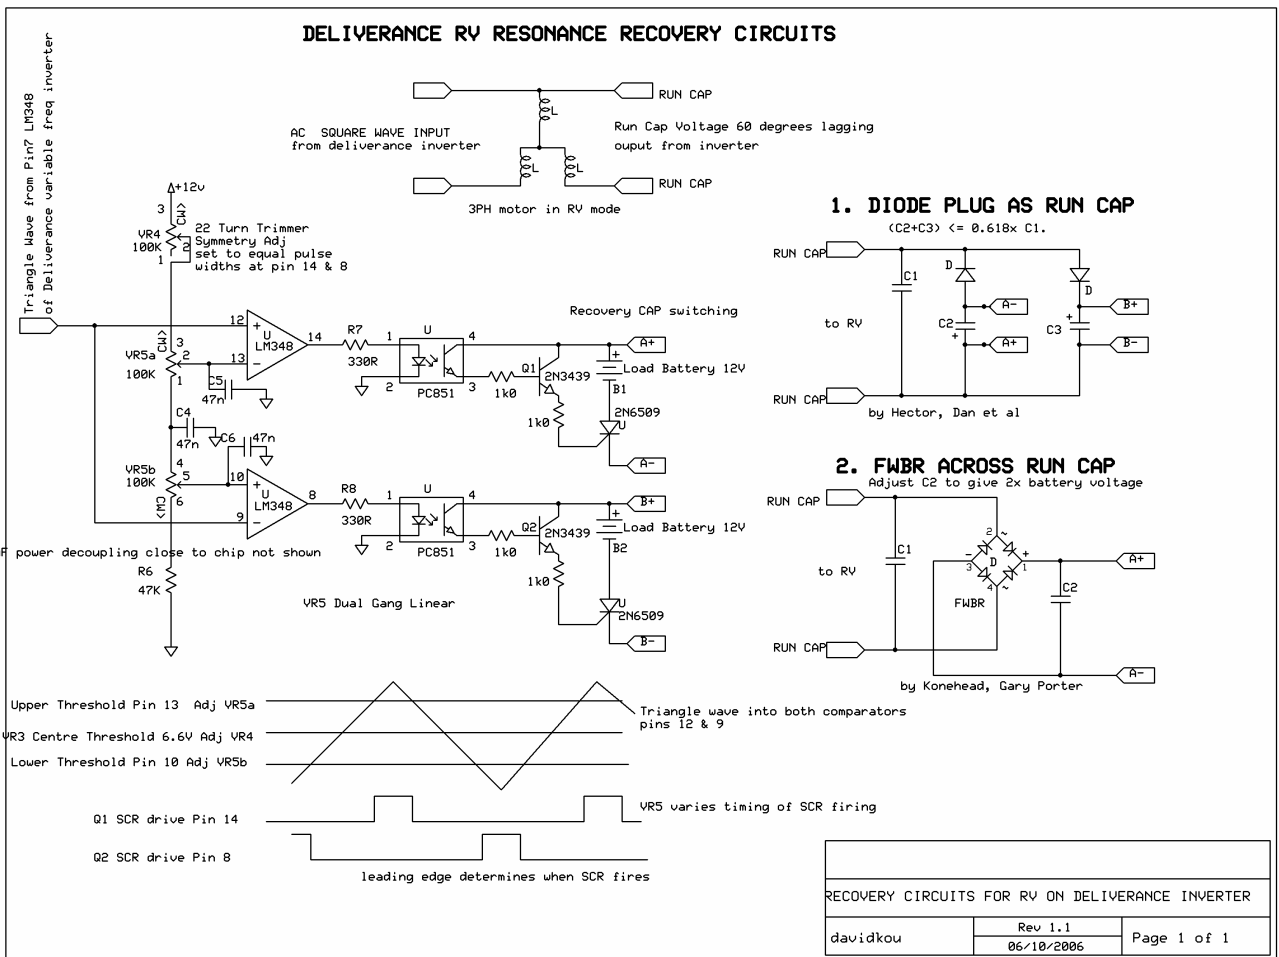 DELIVERANCE RV RESONANCE RECOVERY CIRCUITS
Triangle Wave from Pin7 LM348
of Deliverance variable freq inverter
RUN CAP
L
AC SQUARE WAVE INPUT
from deliverance inverter
Run Cap Voltage 60 degrees lagging
ouput from inverter
L
L
RUN CAP
3PH motor in RV mode
+12v
3
CW>
VR4
100K
2
1
22 Turn Trimmer
Symmetry Adj
set to equal pulse
widths at pin 14 & 8
CW>
3
VR5a
100K
2
1
12
+
13
−
U
LM348
14
C5
47n
C4
47n
C6
47n
R7
330R
1
2
U
4
3
PC851
1k0
Q1
2N3439
1k0
Recovery CAP switching
A+
+
Load Battery 12V
B1
2N6509
U
A-
4
VR5b
100K
5
6
CW>
10
+
9
−
U
LM348
8
R8
330R
1
2
U
4
3
PC851
1k0
Q2
2N3439
1k0
B+
+
Load Battery 12V
B2
U
2N6509
B-
F power decoupling close to chip not shown
R6
47K
VR5 Dual Gang Linear
1. DIODE PLUG AS RUN CAP
(C2+C3) <= 0.618x C1.
RUN CAP
C1
D
D
A-
B+
to RV
C2
+
+
C3
A+
B-
RUN CAP
by Hector, Dan et al
2. FWBR ACROSS RUN CAP
Adjust C2 to give 2x battery voltage
RUN CAP
C1
2
~
−
3
D
+
1
4
~
FWBR
A+
to RV
C2
RUN CAP
A-
by Konehead, Gary Porter
Upper Threshold Pin 13 Adj VR5a
VR3 Centre Threshold 6.6V Adj VR4
Lower Threshold Pin 10 Adj VR5b
Triangle wave into both comparators
pins 12 & 9
Q1 SCR drive Pin 14
VR5 varies timing of SCR firing
Q2 SCR drive Pin 8
leading edge determines when SCR fires
RECOVERY CIRCUITS FOR RV ON DELIVERANCE INVERTER
davidkou
Rev 1.1
06/10/2006
Page 1 of 1